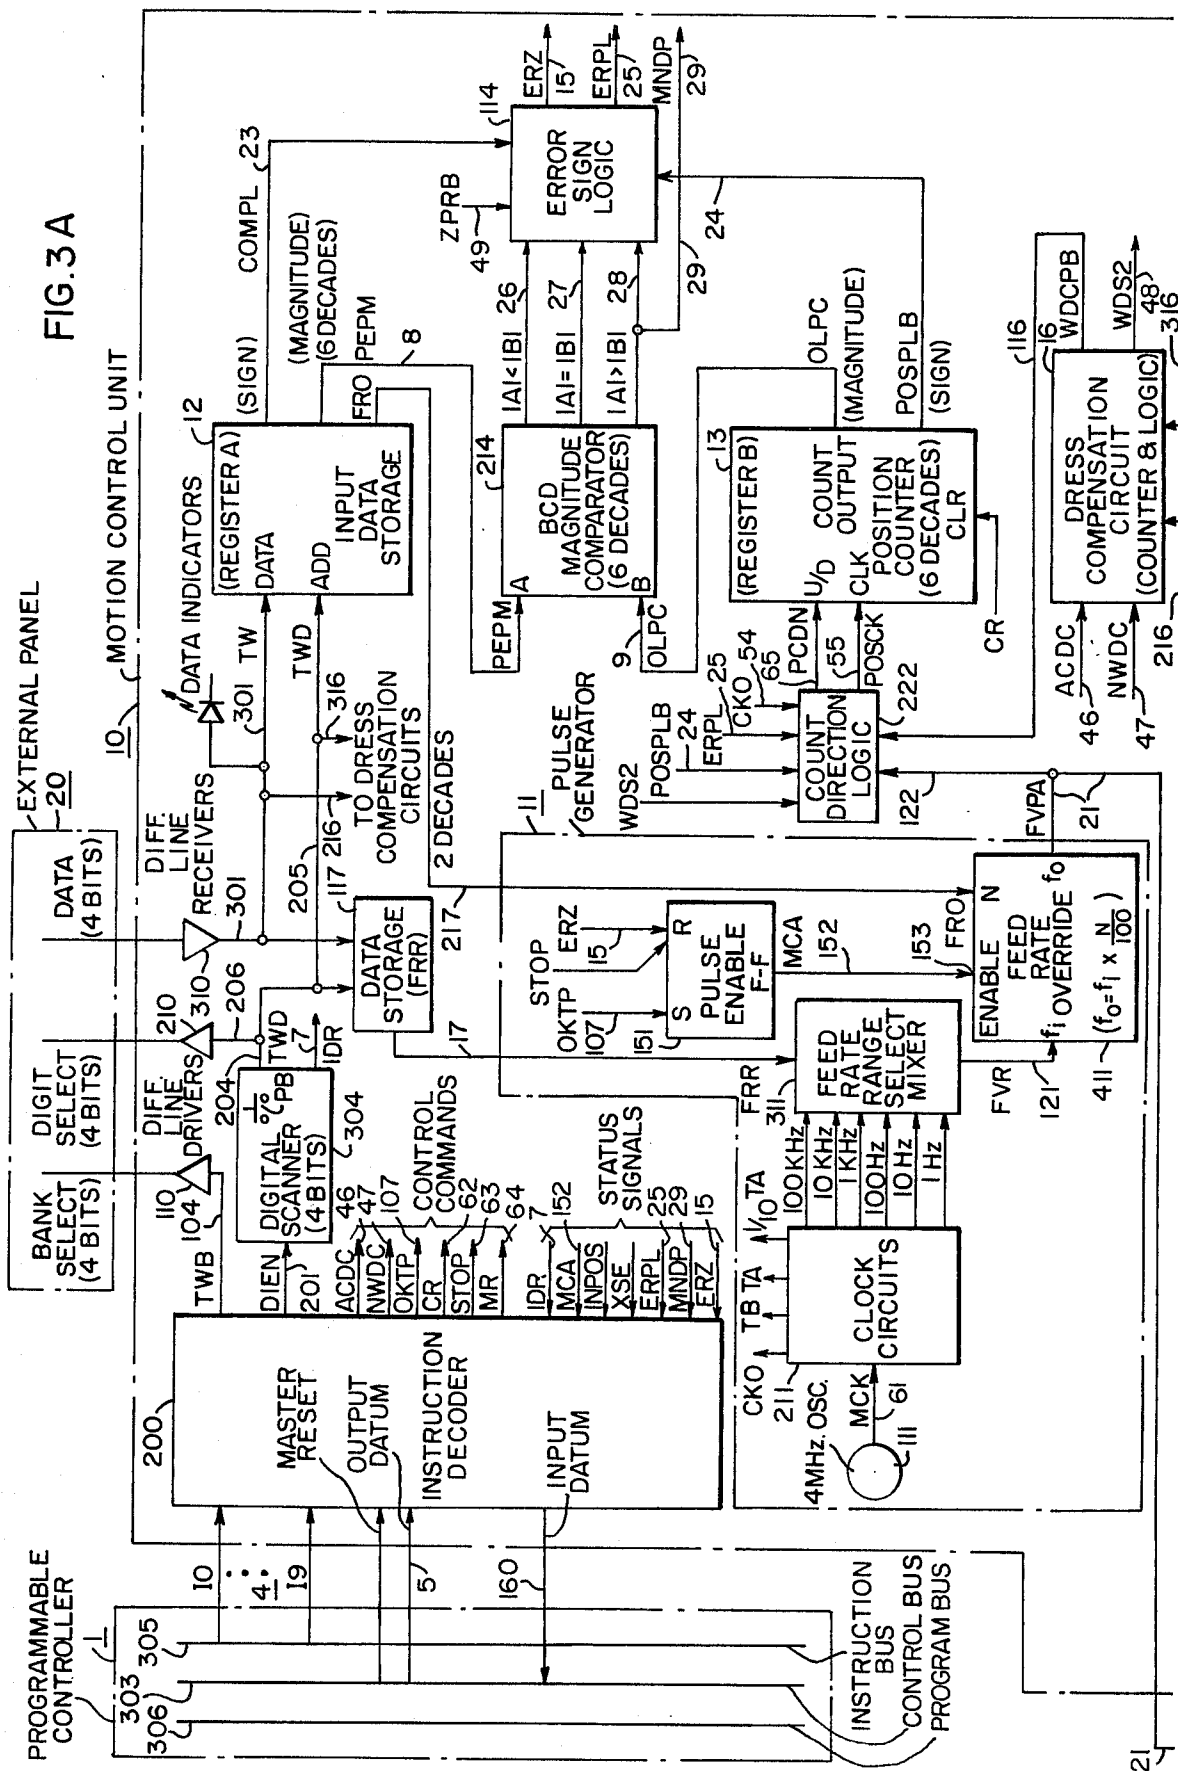 FIG.3A
PROGRAMMABLE
CONTROLLER
1
303
305
306
INSTRUCTION
BUS
CONTROL BUS
PROGRAM BUS
I0
4
I9
5
160
200
MASTER
RESET
OUTPUT
DATUM
INSTRUCTION
DECODER
INPUT
DATUM
EXTERNAL PANEL
20
BANK
SELECT
(4 BITS)
DIGIT
SELECT
(4 BITS)
DATA
(4 BITS)
10
MOTION CONTROL UNIT
TWB
104
110
DIFF.
LINE
DRIVERS
210
206
204
TWD
DIFF.
LINE
RECEIVERS
310
301
DIEN
201
DIGITAL
SCANNER
(4 BITS)
PB
304
7
IDR
ACDC
46
NWDC
47
OKTP
107
CR
62
STOP
63
MR
64
CONTROL
COMMANDS
IDR
7
MCA
152
INPOS
XSE
ERPL
25
MNDP
29
ERZ
15
STATUS
SIGNALS
DATA INDICATORS
301
TW
TWD
205
216
316
TO DRESS
COMPENSATION
CIRCUITS
117
DATA
STORAGE
(FRR)
17
217
2 DECADES
12
(REGISTER A)
DATA
ADD
INPUT
DATA
STORAGE
(SIGN)
COMPL
23
(MAGNITUDE)
(6 DECADES)
PEPM
8
FRO
214
PEPM
A
BCD
MAGNITUDE
COMPARATOR
(6 DECADES)
B
9
OLPC
|A|<|B|
26
|A|=|B|
27
|A|>|B|
28
29
ZPRB
49
114
ERROR
SIGN
LOGIC
ERZ
15
ERPL
25
MNDP
29
24
13
(REGISTER B)
U/D
COUNT
OUTPUT
CLK
POSITION
COUNTER
(6 DECADES)
CLR
OLPC
(MAGNITUDE)
POSPLB
(SIGN)
CR
PCDN
55
POSCK
WDS2
POSPLB
24
ERPL
25
CKO
54
65
COUNT
DIRECTION
LOGIC
222
122
116
11
PULSE
GENERATOR
OKTP
107
STOP
ERZ
15
S
R
PULSE
ENABLE
F-F
151
MCA
152
153
FRO
ENABLE
N
FEED
RATE
OVERRIDE
fi
fo
(fo=fi x N/100)
411
FVPA
21
FRR
311
FEED
RATE
RANGE
SELECT
MIXER
FVR
121
100KHz
10KHz
1KHz
100Hz
10Hz
1Hz
CKO
TB
TA
1/10 TA
211
CLOCK
CIRCUITS
MCK
61
4MHz. OSC.
111
ACDC
46
NWDC
47
DRESS
COMPENSATION
CIRCUIT
(COUNTER & LOGIC)
16
WDCPB
WDS2
48
216
316
21